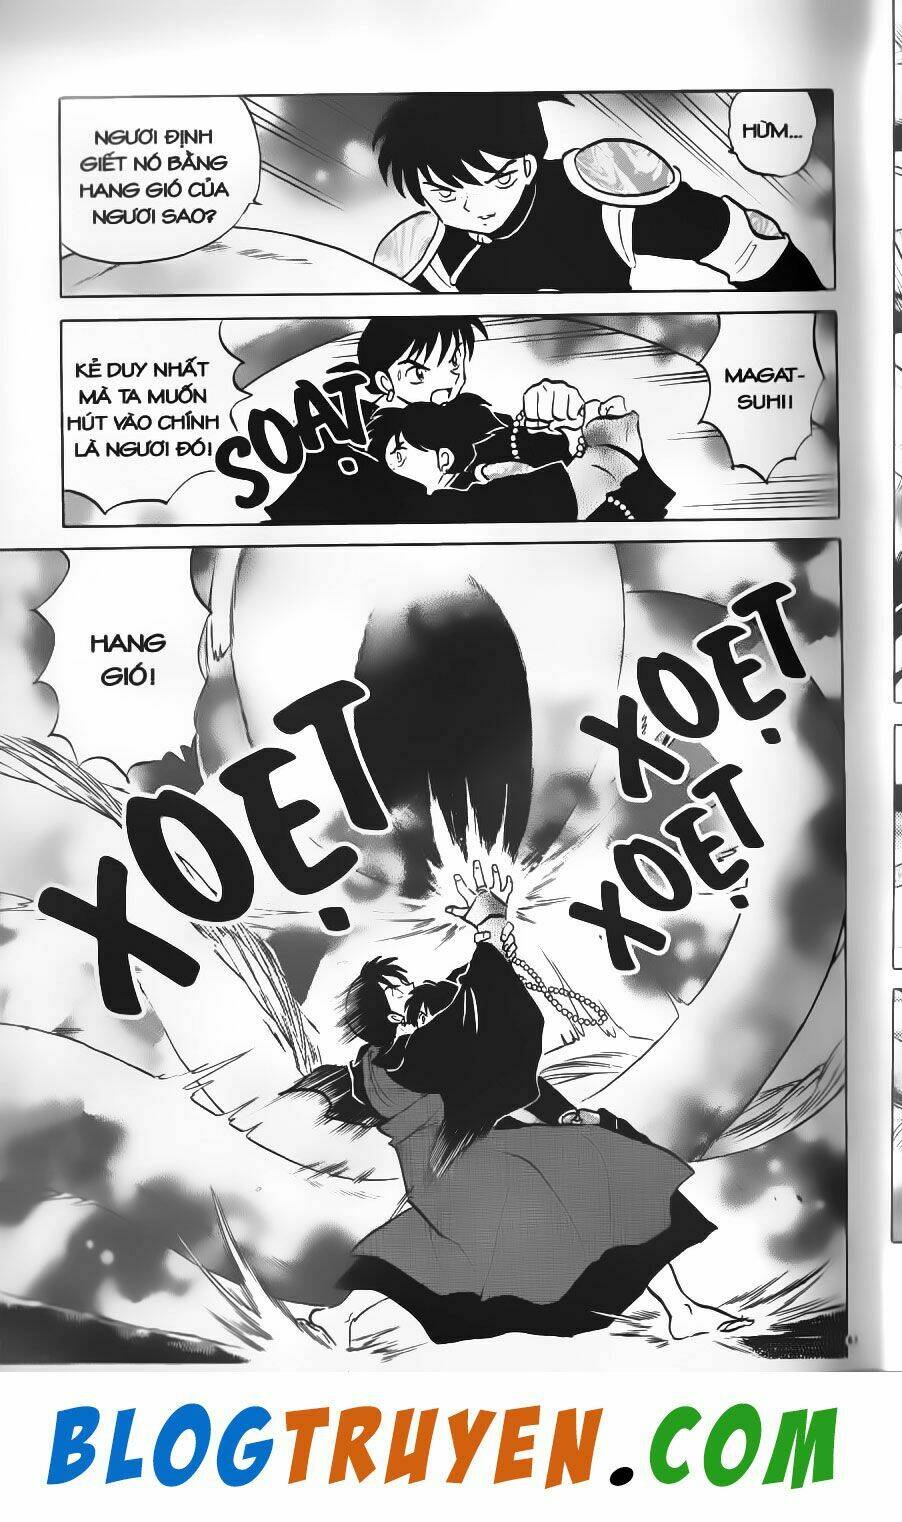 HỪM...
NGƯƠI ĐỊNH
GIẾT NÓ BẰNG
HANG GIÓ CỦA
NGƯƠI SAO?
MAGAT-
SUHI!
KẺ DUY NHẤT
MÀ TA MUỐN
HÚT VÀO CHÍNH
LÀ NGƯƠI ĐÓ!
SOẠT
HANG
GIÓ!
XOẸT
XOẸT
XOẸT
BLOGTRUYEN.COM